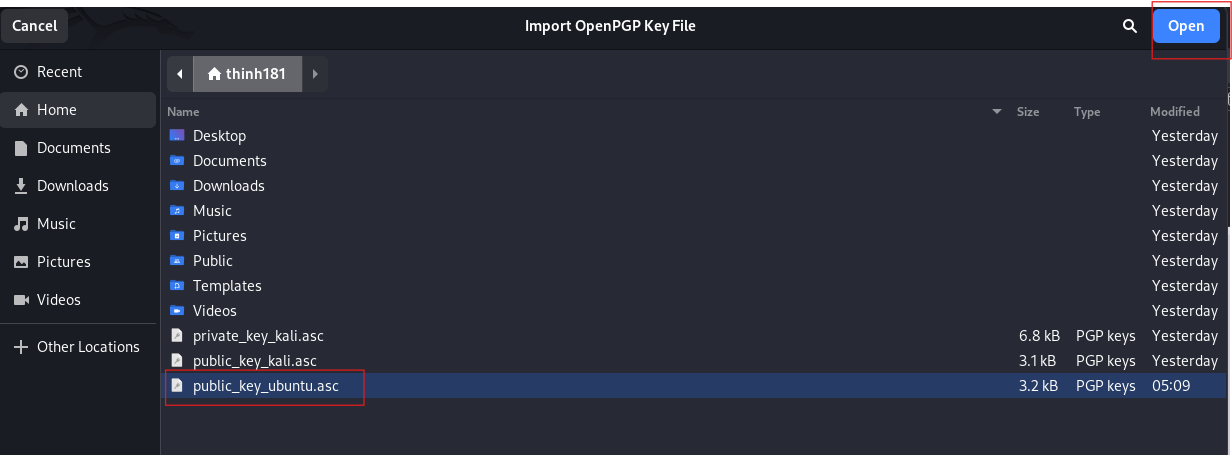 Cancel Import OpenPGP Key File Open
Recent
Home
Documents
Downloads
Music
Pictures
Videos
Other Locations
thinh181
Name Size Type Modified
Desktop Yesterday
Documents Yesterday
Downloads Yesterday
Music Yesterday
Pictures Yesterday
Public Yesterday
Templates Yesterday
Videos Yesterday
private_key_kali.asc 6.8 kB PGP keys Yesterday
public_key_kali.asc 3.1 kB PGP keys Yesterday
public_key_ubuntu.asc 3.2 kB PGP keys 05:09